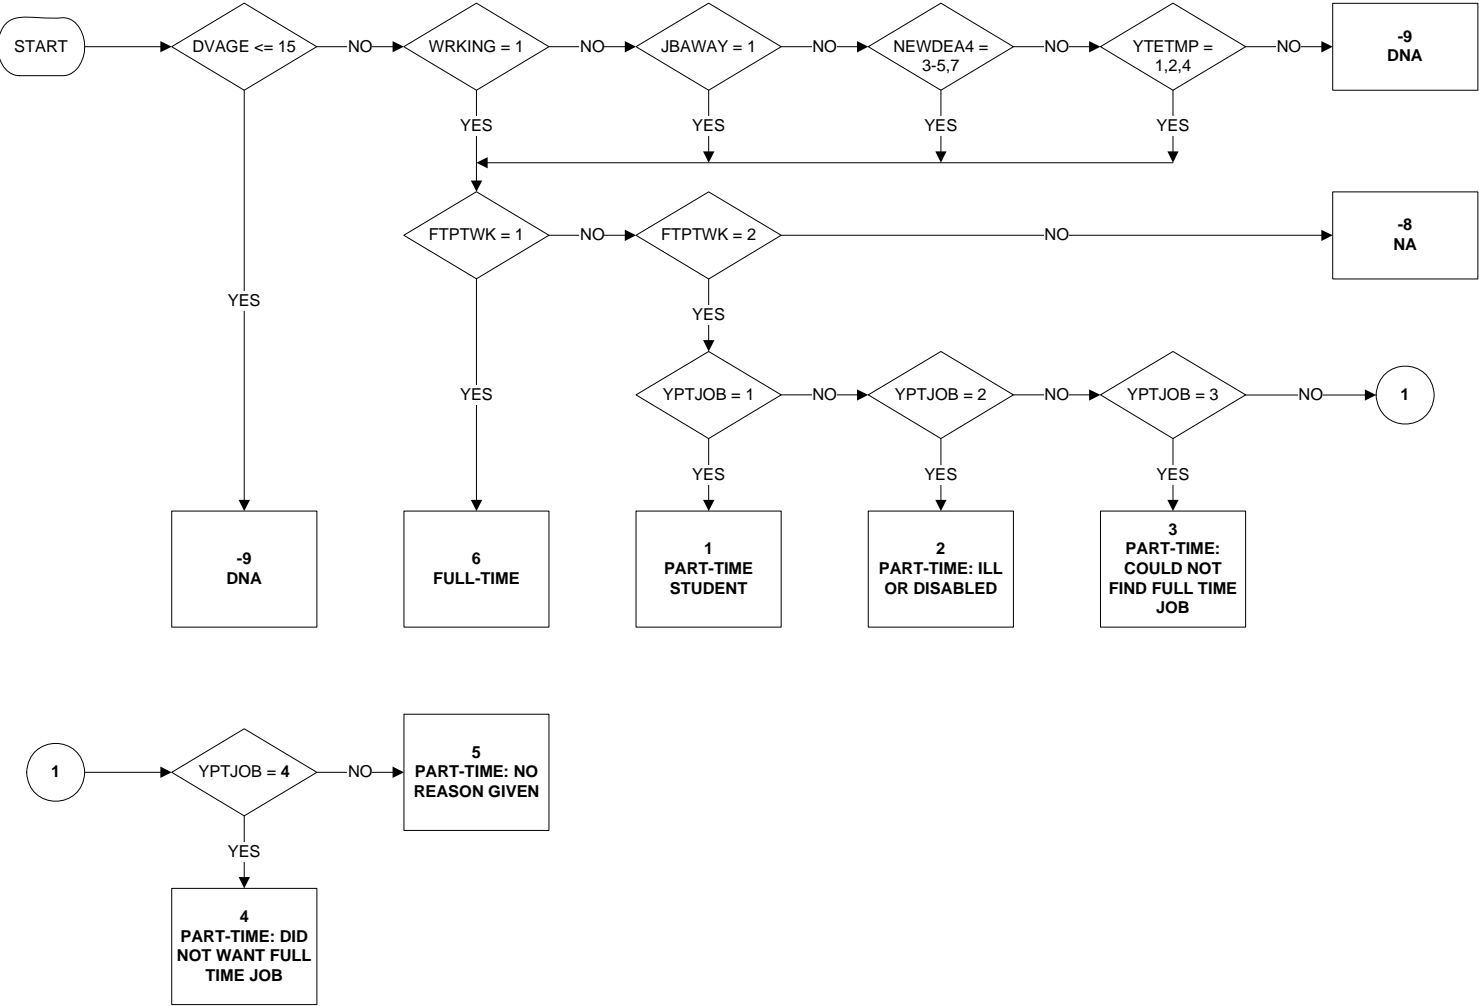 START
DVAGE <= 15
NO
WRKING = 1
NO
JBAWAY = 1
NO
NEWDEA4 =
3-5,7
NO
YTETMP =
1,2,4
NO
-9
DNA
YES
YES
YES
YES
FTPTWK = 1
NO
FTPTWK = 2
NO
-8
NA
YES
YES
YES
YPTJOB = 1
NO
YPTJOB = 2
NO
YPTJOB = 3
NO
1
YES
YES
YES
-9
DNA
6
FULL-TIME
1
PART-TIME
STUDENT
2
PART-TIME: ILL
OR DISABLED
3
PART-TIME:
COULD NOT
FIND FULL TIME
JOB
1
YPTJOB = 4
NO
5
PART-TIME: NO
REASON GIVEN
YES
4
PART-TIME: DID
NOT WANT FULL
TIME JOB